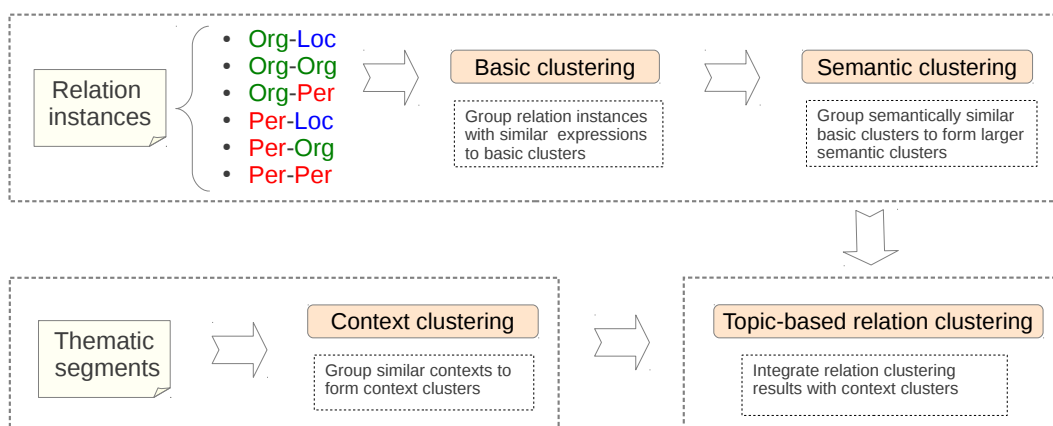 Relation
instances
• Org-Loc
• Org-Org
• Org-Per
• Per-Loc
• Per-Org
• Per-Per
Basic clustering
Group relation instances
with similar expressions
to basic clusters
Semantic clustering
Group semantically similar
basic clusters to form larger
semantic clusters
Thematic
segments
Context clustering
Group similar contexts to
form context clusters
Topic-based relation clustering
Integrate relation clustering
results with context clusters